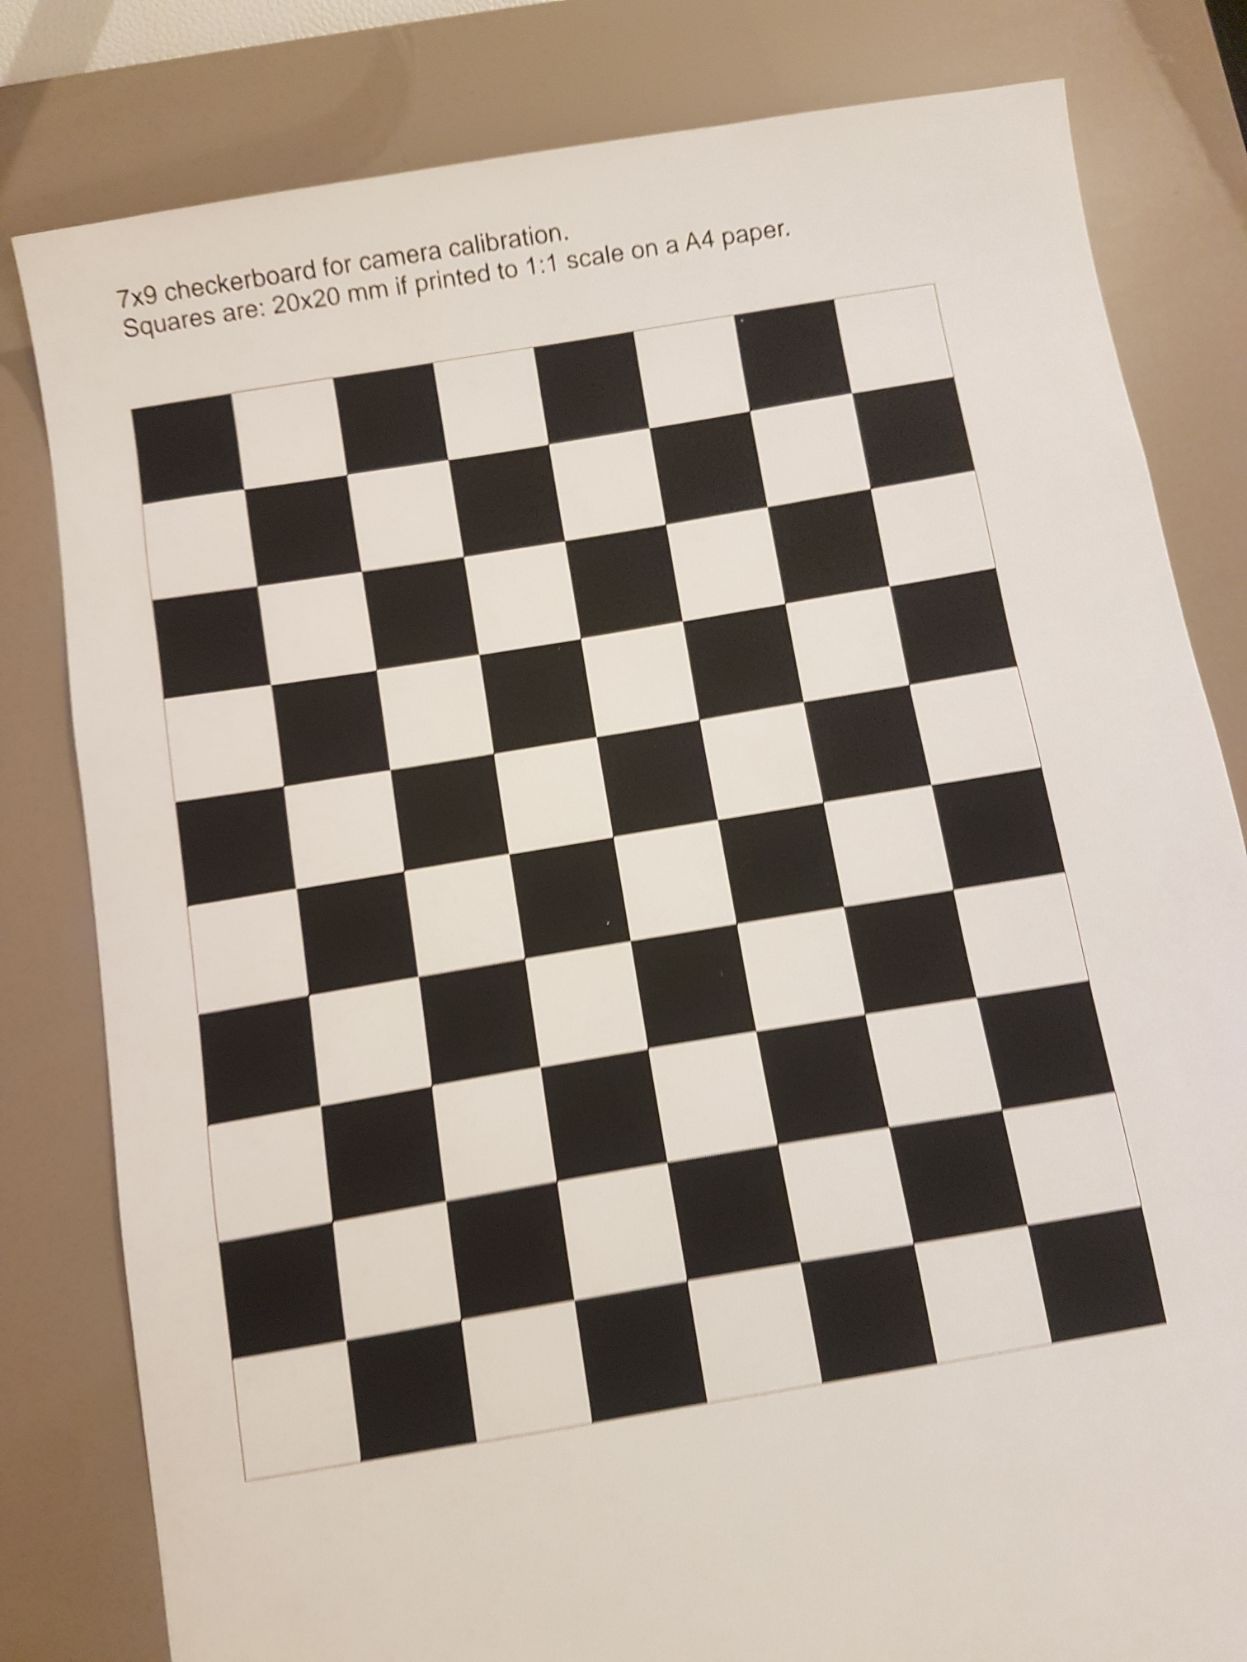 7x9 checkerboard for camera calibration.
Squares are: 20x20 mm if printed to 1:1 scale on a A4 paper.